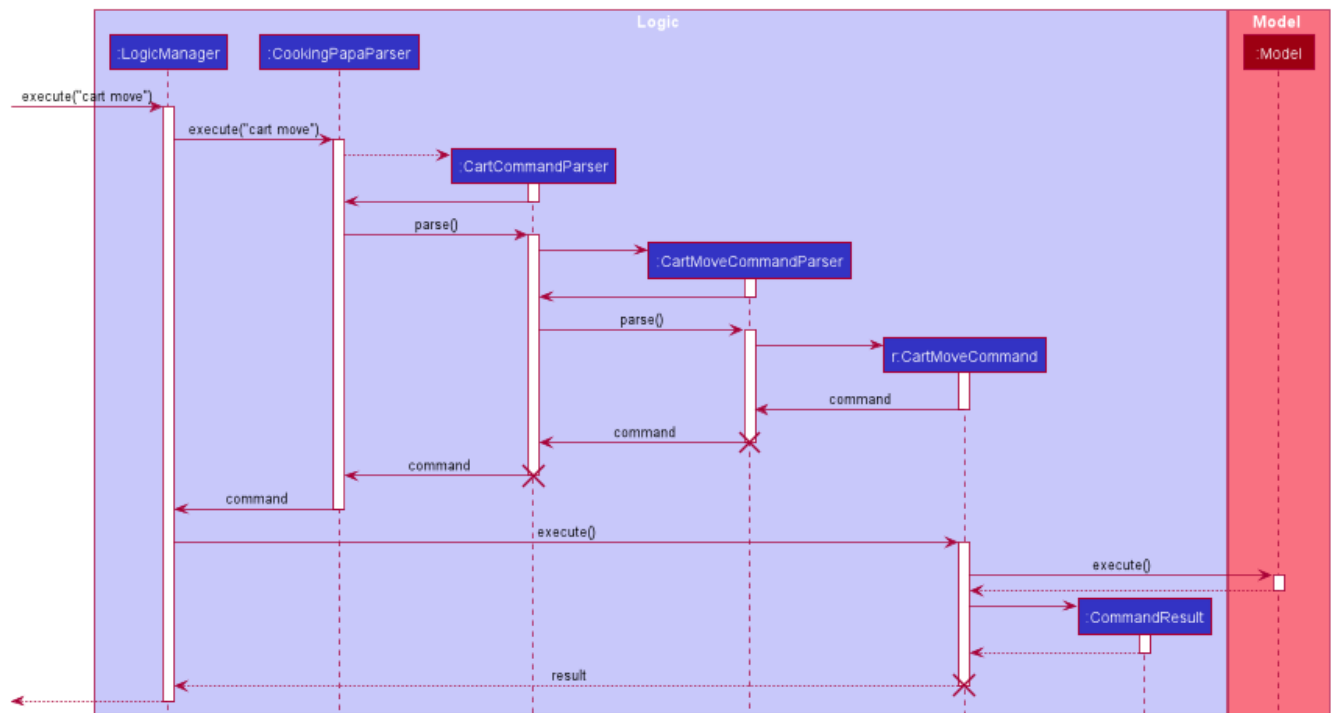 Logic
Model
:LogicManager
:CookingPapaParser
:Model
execute("cart move")
execute("cart move")
:CartCommandParser
parse()
:CartMoveCommandParser
parse()
r:CartMoveCommand
command
command
command
command
execute()
execute()
:CommandResult
result